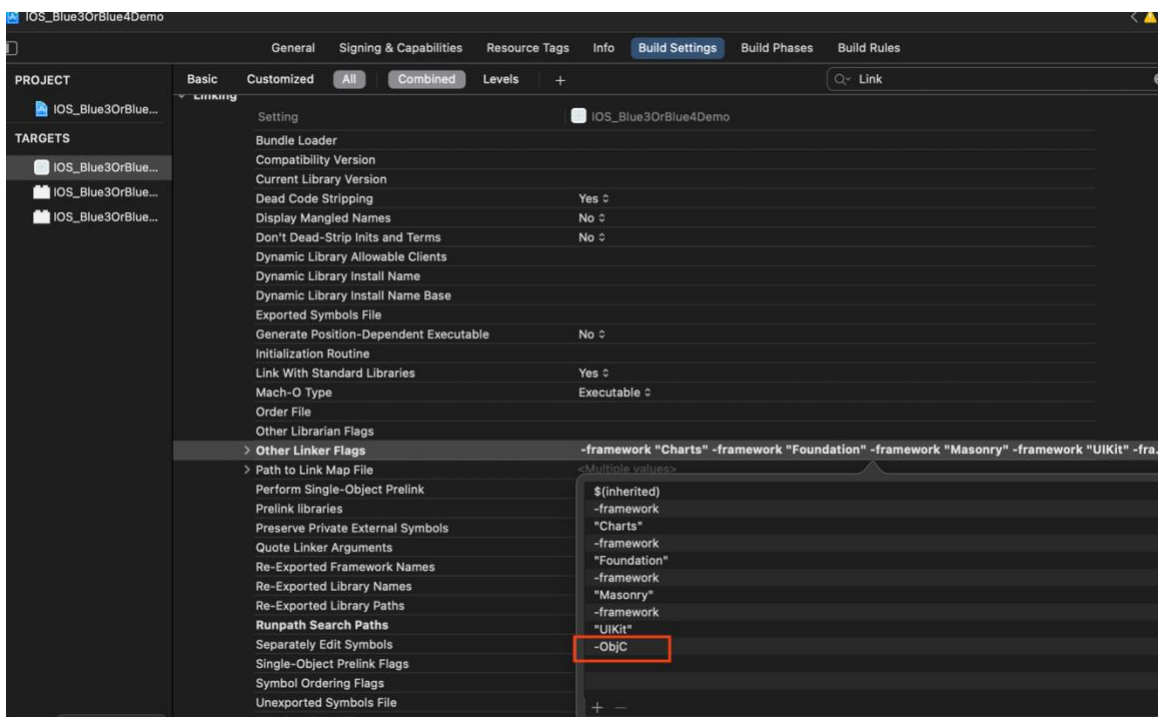 IOS_Blue3OrBlue4Demo
General Signing & Capabilities Resource Tags Info Build Settings Build Phases Build Rules
PROJECT
IOS_Blue3OrBlue...
TARGETS
IOS_Blue3OrBlue...
IOS_Blue3OrBlue...
IOS_Blue3OrBlue...
Basic Customized All Combined Levels + Link
Linking
Setting IOS_Blue3OrBlue4Demo
Bundle Loader
Compatibility Version
Current Library Version
Dead Code Stripping Yes
Display Mangled Names No
Don't Dead-Strip Inits and Terms No
Dynamic Library Allowable Clients
Dynamic Library Install Name
Dynamic Library Install Name Base
Exported Symbols File
Generate Position-Dependent Executable No
Initialization Routine
Link With Standard Libraries Yes
Mach-O Type Executable
Order File
Other Librarian Flags
Other Linker Flags -framework "Charts" -framework "Foundation" -framework "Masonry" -framework "UIKit" -fra...
Path to Link Map File <Multiple values>
Perform Single-Object Prelink
Prelink libraries
Preserve Private External Symbols
Quote Linker Arguments
Re-Exported Framework Names
Re-Exported Library Names
Re-Exported Library Paths
Runpath Search Paths
Separately Edit Symbols
Single-Object Prelink Flags
Symbol Ordering Flags
Unexported Symbols File
$(inherited)
-framework
"Charts"
-framework
"Foundation"
-framework
"Masonry"
-framework
"UIKit"
-ObjC
+ −